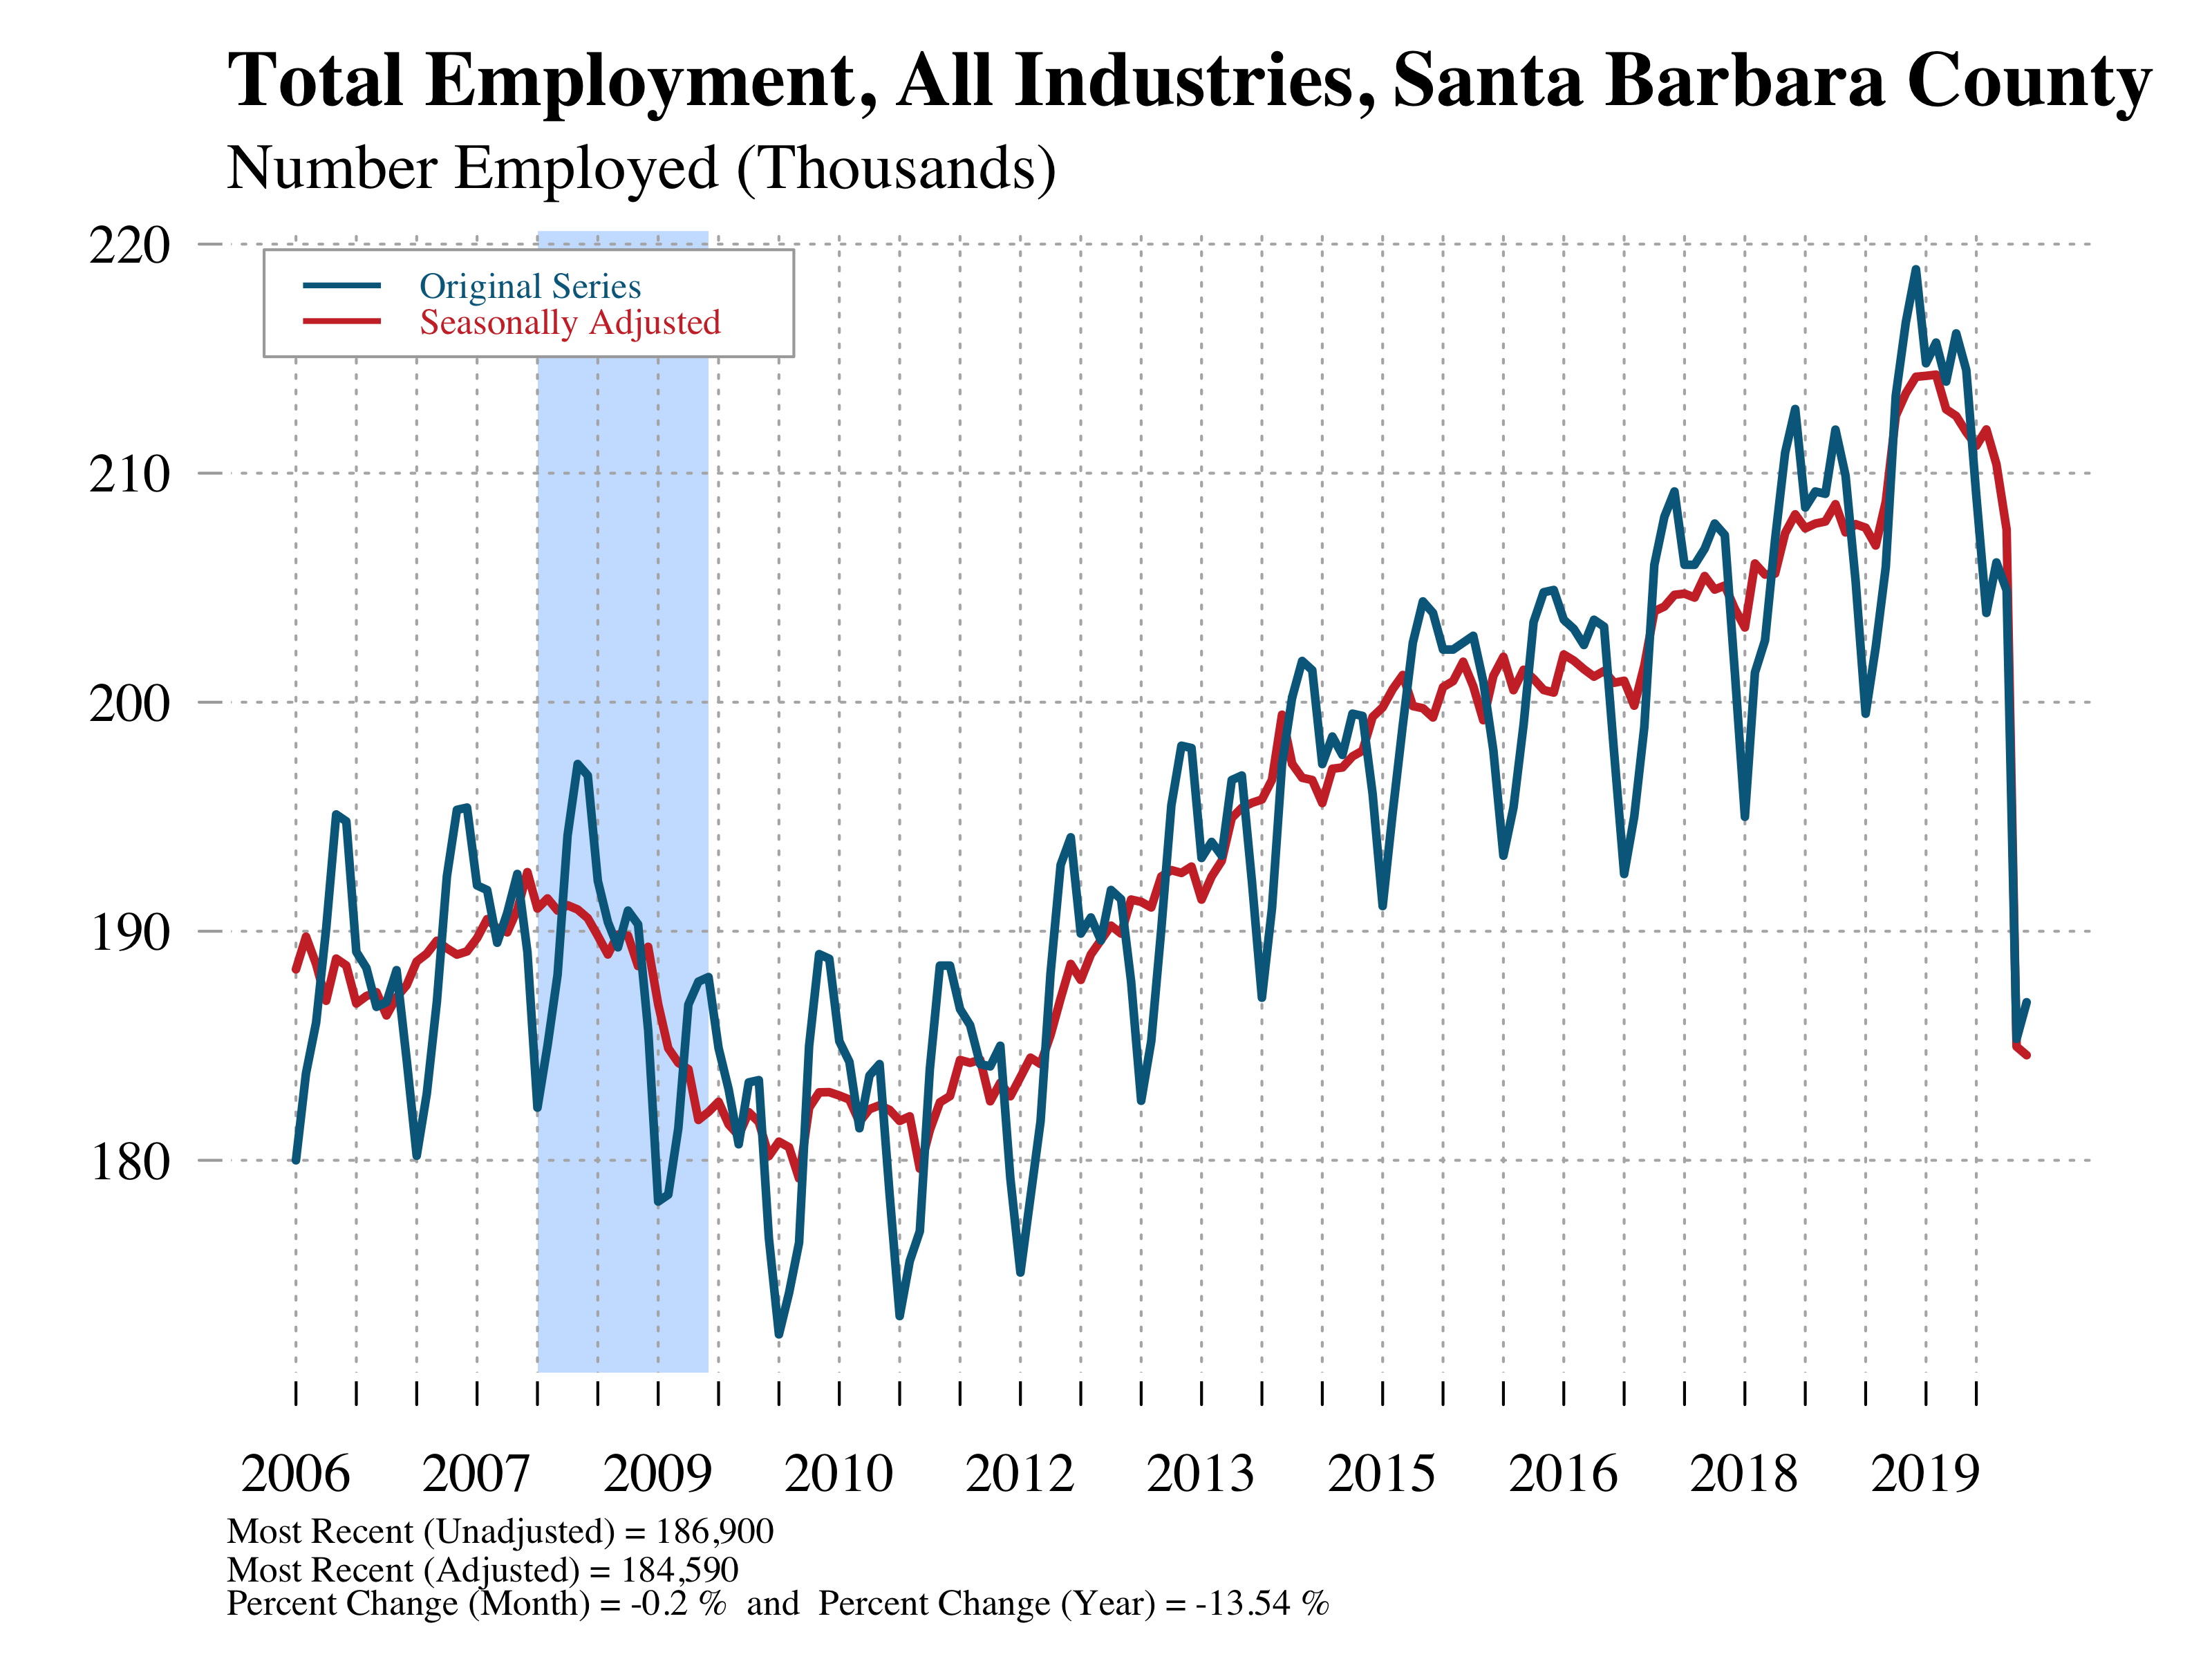 Total Employment, All Industries, Santa Barbara County
Number Employed (Thousands)
220
Original Series
Seasonally Adjusted
210
200
190
180
2006 2007 2009 2010 2012 2013 2015 2016 2018 2019
Most Recent (Unadjusted) = 186,900
Most Recent (Adjusted) = 184,590
Percent Change (Month) = -0.2 % and Percent Change (Year) = -13.54 %